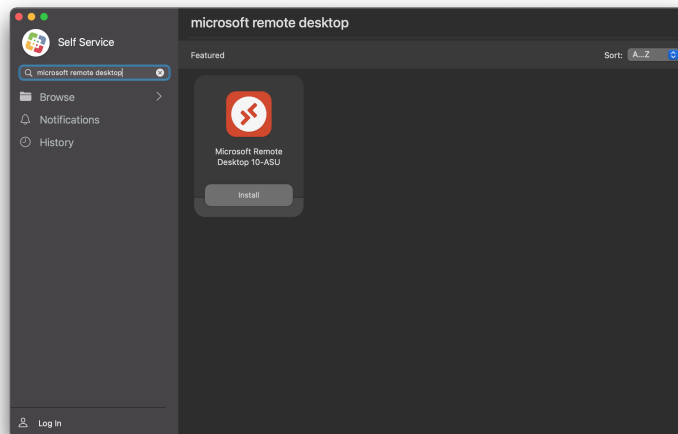 Self Service
microsoft remote desktop
Browse
Notifications
History
Log In
microsoft remote desktop
Featured
Sort: A...Z
Microsoft Remote
Desktop 10-ASU
Install